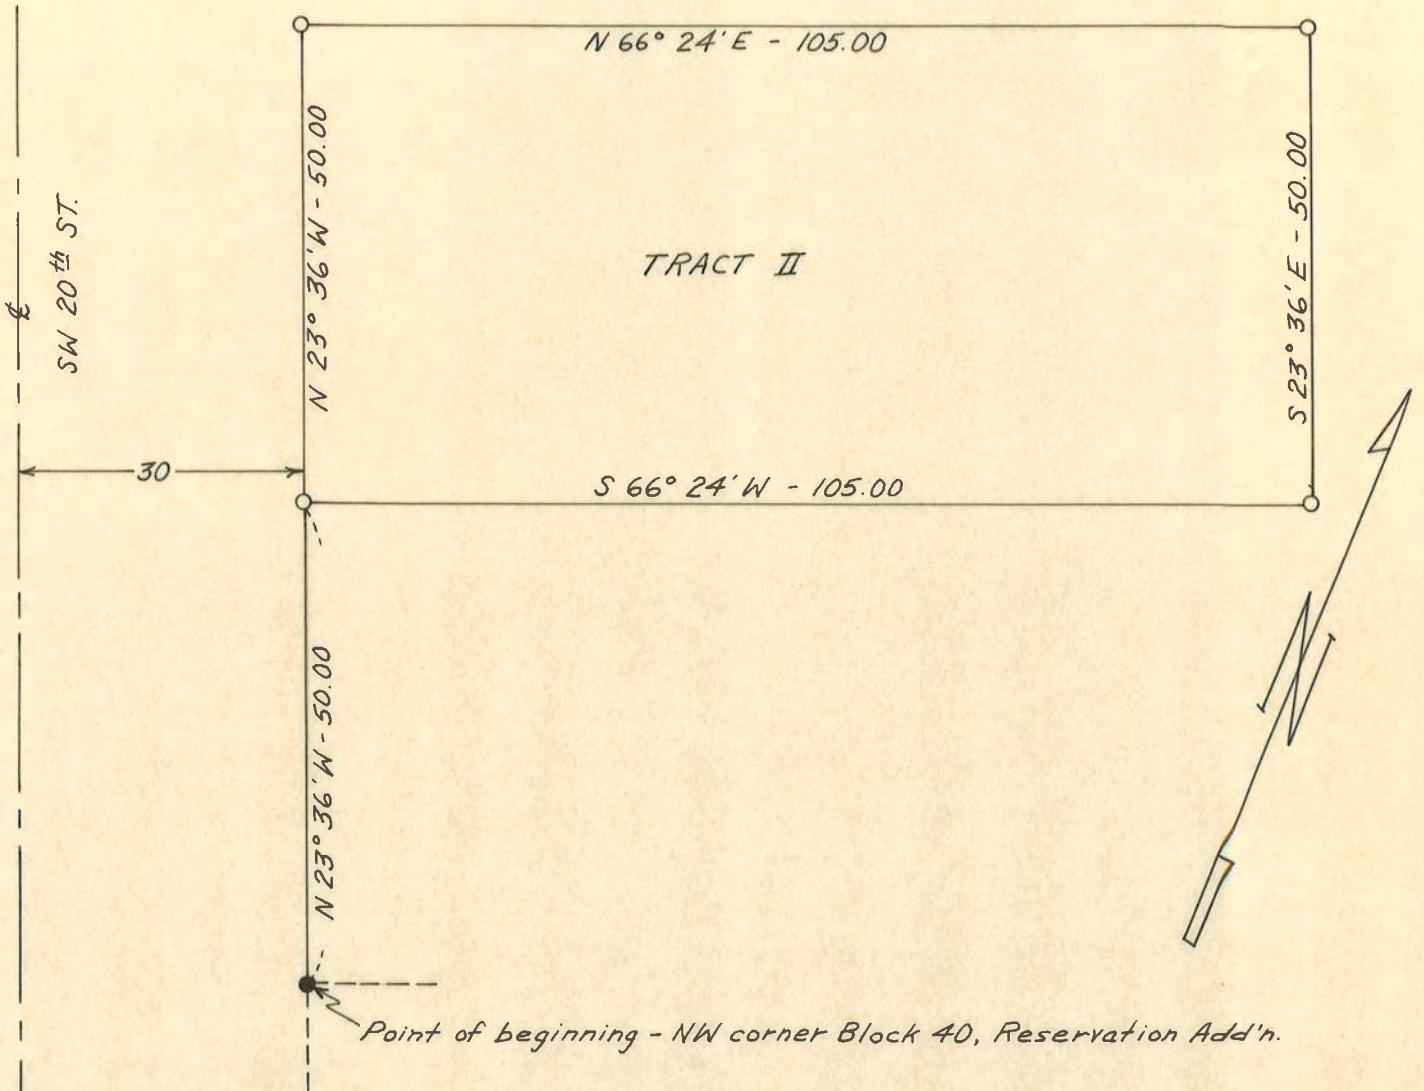 N 66° 24' E - 105.00
N 23° 36' W - 50.00
S 23° 36' E - 50.00
TRACT II
℄
SW 20th ST.
30
S 66° 24' W - 105.00
N
N 23° 36' W - 50.00
Point of beginning - NW corner Block 40, Reservation Add'n.